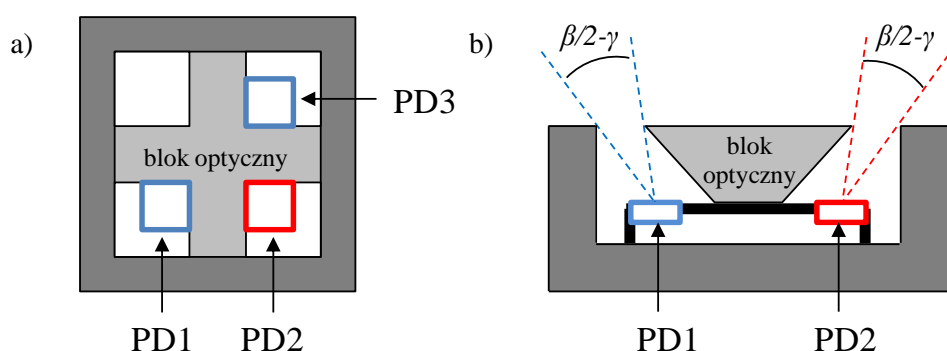 a)
blok optyczny
PD3
PD1
PD2
b)
β/2-γ
β/2-γ
blok
optyczny
PD1
PD2